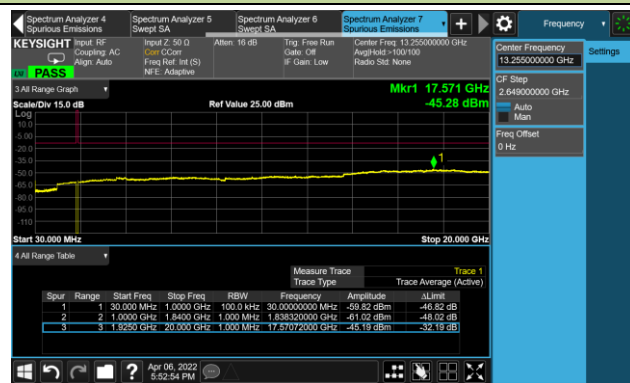 Spectrum Analyzer 4
Spurious Emissions
Spectrum Analyzer 5
Swept SA
Spectrum Analyzer 6
Swept SA
Spectrum Analyzer 7
Spurious Emissions
Frequency
KEYSIGHT
Input: RF
Coupling: AC
Align: Auto
Input Z: 50 Ω
Corr CCorr
Freq Ref: Int (S)
NFE: Adaptive
Atten: 16 dB
Trig: Free Run
Gate: Off
IF Gain: Low
Center Freq: 13.255000000 GHz
Avg|Hold:>100/100
Radio Std: None
PASS
3 All Range Graph
Mkr1 17.571 GHz
Scale/Div 15.0 dB
Ref Value 25.00 dBm
-45.28 dBm
Log
10.0
-5.00
-20.0
-35.0
-50.0
-65.0
-80.0
-95.0
-110
1
Start 30.000 MHz
Stop 20.000 GHz
4 All Range Table
Measure Trace Trace 1
Trace Type Trace Average (Active)
Spur Range Start Freq Stop Freq RBW Frequency Amplitude ΔLimit
1 1 30.000 MHz 1.0000 GHz 100.0 kHz 30.00000000 MHz -59.82 dBm -46.82 dB
2 2 1.0000 GHz 1.8400 GHz 1.000 MHz 1.838320000 GHz -61.02 dBm -48.02 dB
3 3 1.9250 GHz 20.000 GHz 1.000 MHz 17.57072000 GHz -45.19 dBm -32.19 dB
Apr 06, 2022
5:52:54 PM
Center Frequency
13.255000000 GHz
Settings
CF Step
2.649000000 GHz
Auto
Man
Freq Offset
0 Hz